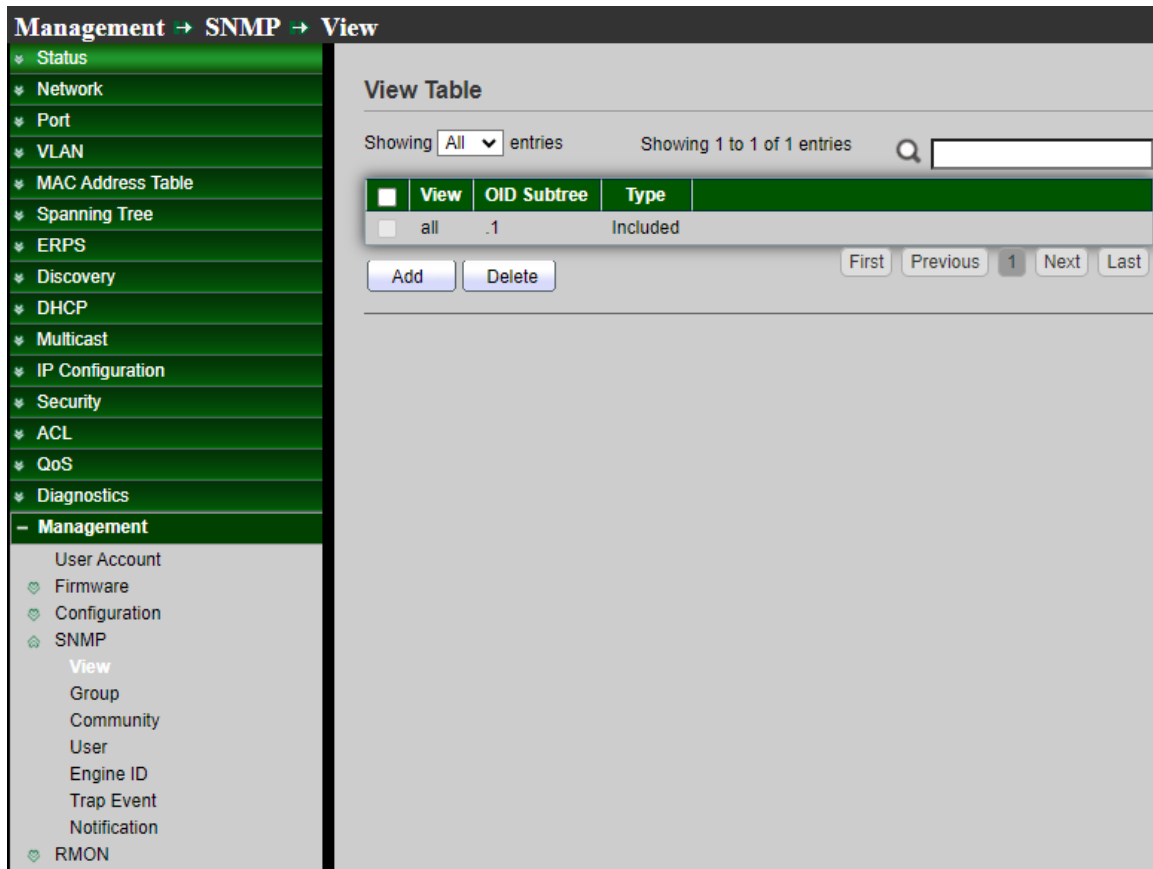 Management → SNMP → View
Status
Network
Port
VLAN
MAC Address Table
Spanning Tree
ERPS
Discovery
DHCP
Multicast
IP Configuration
Security
ACL
QoS
Diagnostics
Management
User Account
Firmware
Configuration
SNMP
View
Group
Community
User
Engine ID
Trap Event
Notification
RMON
View Table
Showing All entries Showing 1 to 1 of 1 entries
View OID Subtree Type
all .1 Included
Add Delete First Previous 1 Next Last